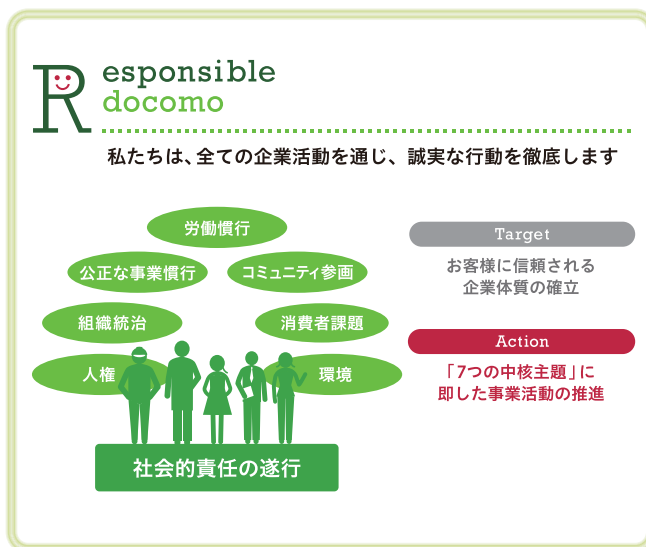 Responsible
docomo
私たちは、全ての企業活動を通じ、誠実な行動を徹底します
労働慣行
公正な事業慣行
コミュニティ参画
組織統治
消費者課題
人権
環境
社会的責任の遂行
Target
お客様に信頼される
企業体質の確立
Action
「7つの中核主題」に
即した事業活動の推進